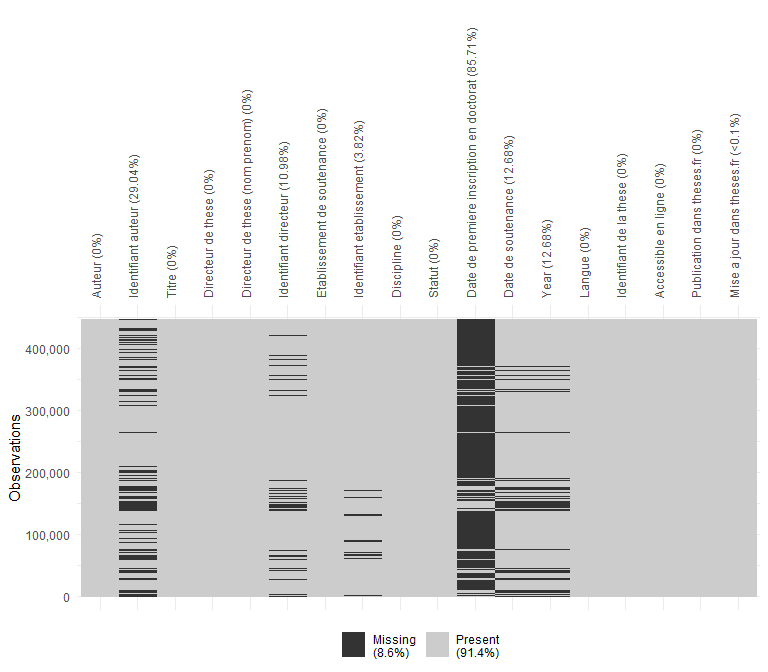 Auteur (0%)
Identifiant auteur (29.04%)
Titre (0%)
Directeur de these (0%)
Directeur de these (nom prenom) (0%)
Identifiant directeur (10.98%)
Etablissement de soutenance (0%)
Identifiant etablissement (3.82%)
Discipline (0%)
Statut (0%)
Date de premiere inscription en doctorat (85.71%)
Date de soutenance (12.68%)
Year (12.68%)
Langue (0%)
Identifiant de la these (0%)
Accessible en ligne (0%)
Publication dans theses.fr (0%)
Mise a jour dans theses.fr (<0.1%)
Observations
400,000
300,000
200,000
100,000
0
Missing
(8.6%)
Present
(91.4%)